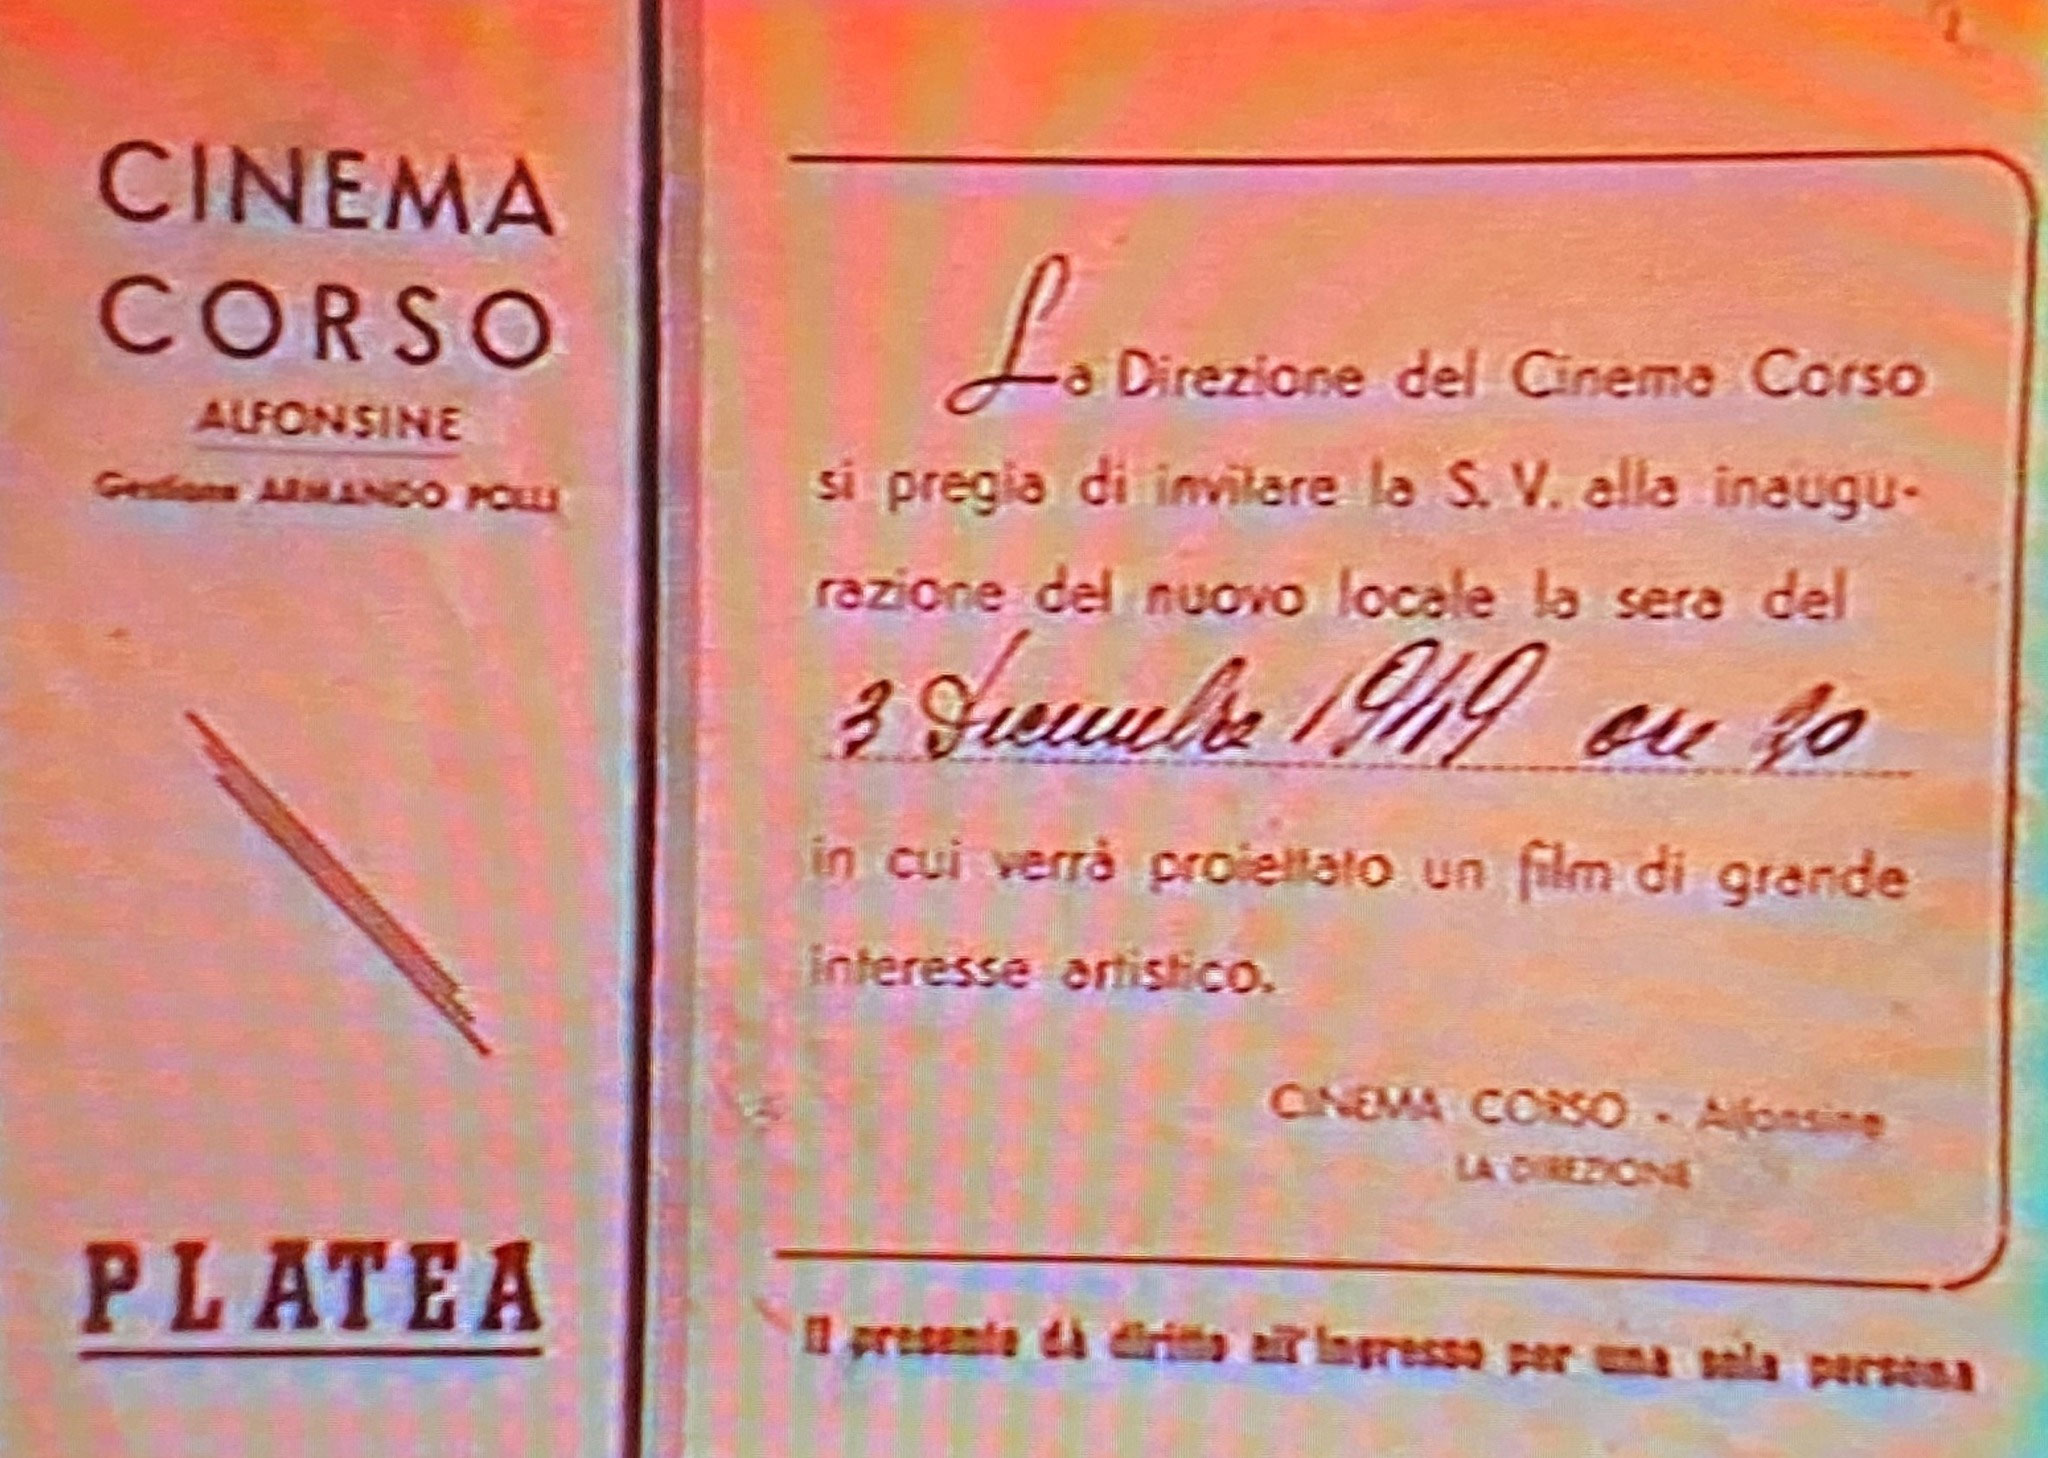 CINEMA
CORSO
ALFONSINE
Gestione ARMANDO POLLI
PLATEA
La Direzione del Cinema Corso
si pregia di invitare la S. V. alla inaugu-
razione del nuovo locale la sera del
3 Dicembre 1949 ore 20
in cui verrà proiettato un film di grande
interesse artistico.
CINEMA CORSO - Alfonsine
LA DIREZIONE
Il presente dà diritto all'ingresso per una sola persona